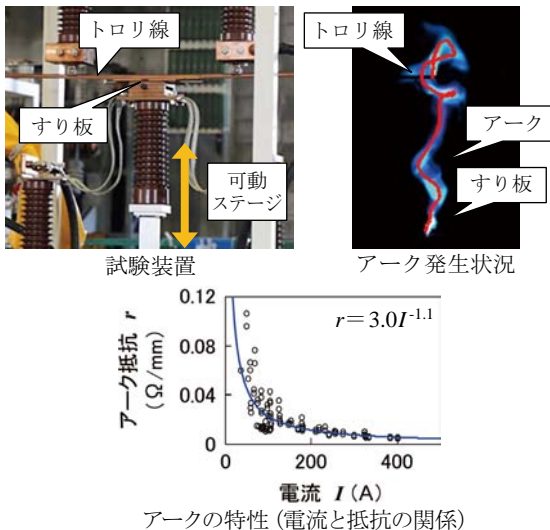 トロリ線
すり板
可動
ステージ
試験装置
トロリ線
アーク
すり板
アーク発生状況
アーク抵抗 r
(Ω/mm)
0.12
0.08
0.04
0
r=3.0I^-1.1
0
200
400
電流 I (A)
アークの特性 (電流と抵抗の関係)